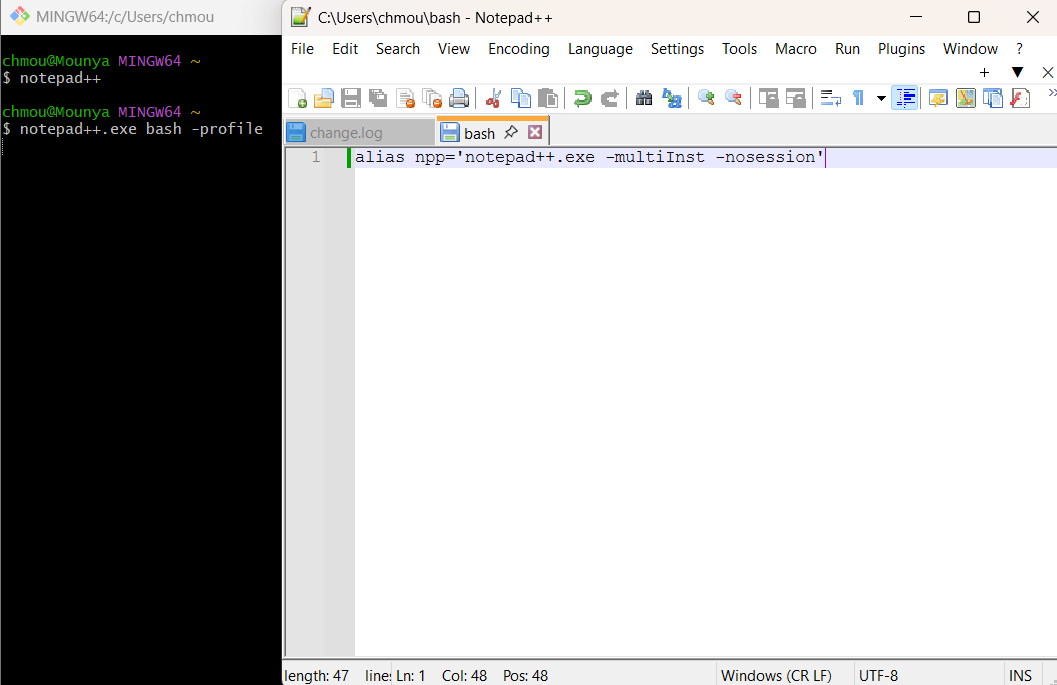 MINGW64:/c/Users/chmou
chmou@Mounya MINGW64 ~
$ notepad++
chmou@Mounya MINGW64 ~
$ notepad++.exe bash -profile
C:\Users\chmou\bash - Notepad++
File Edit Search View Encoding Language Settings Tools Macro Run Plugins Window ?
change.log bash
1 alias npp='notepad++.exe -multiInst -nosession'
length: 47 lines Ln: 1 Col: 48 Pos: 48 Windows (CR LF) UTF-8 INS